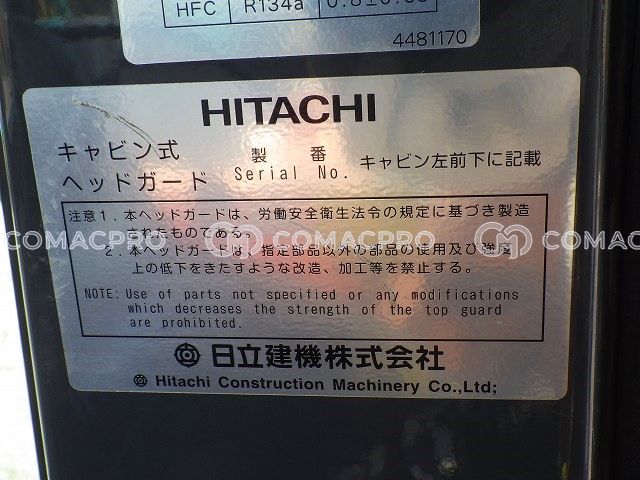 HFC R134a
4481170
HITACHI
キャビン式 製番 キャビン左前下に記載
ヘッドガード Serial No.
注意1. 本ヘッドガードは、労働安全衛生法令の規定に基づき製造
されたものである。
2. 本ヘッドガードは、指定部品以外の部品の使用及び強度
上の低下をきたすような改造、加工等を禁止する。
NOTE: Use of parts not specified or any modifications
which decreases the strength of the top guard
are prohibited.
日立建機株式会社
Hitachi Construction Machinery Co.,Ltd;
COMACPRO COMACPRO COMACPRO